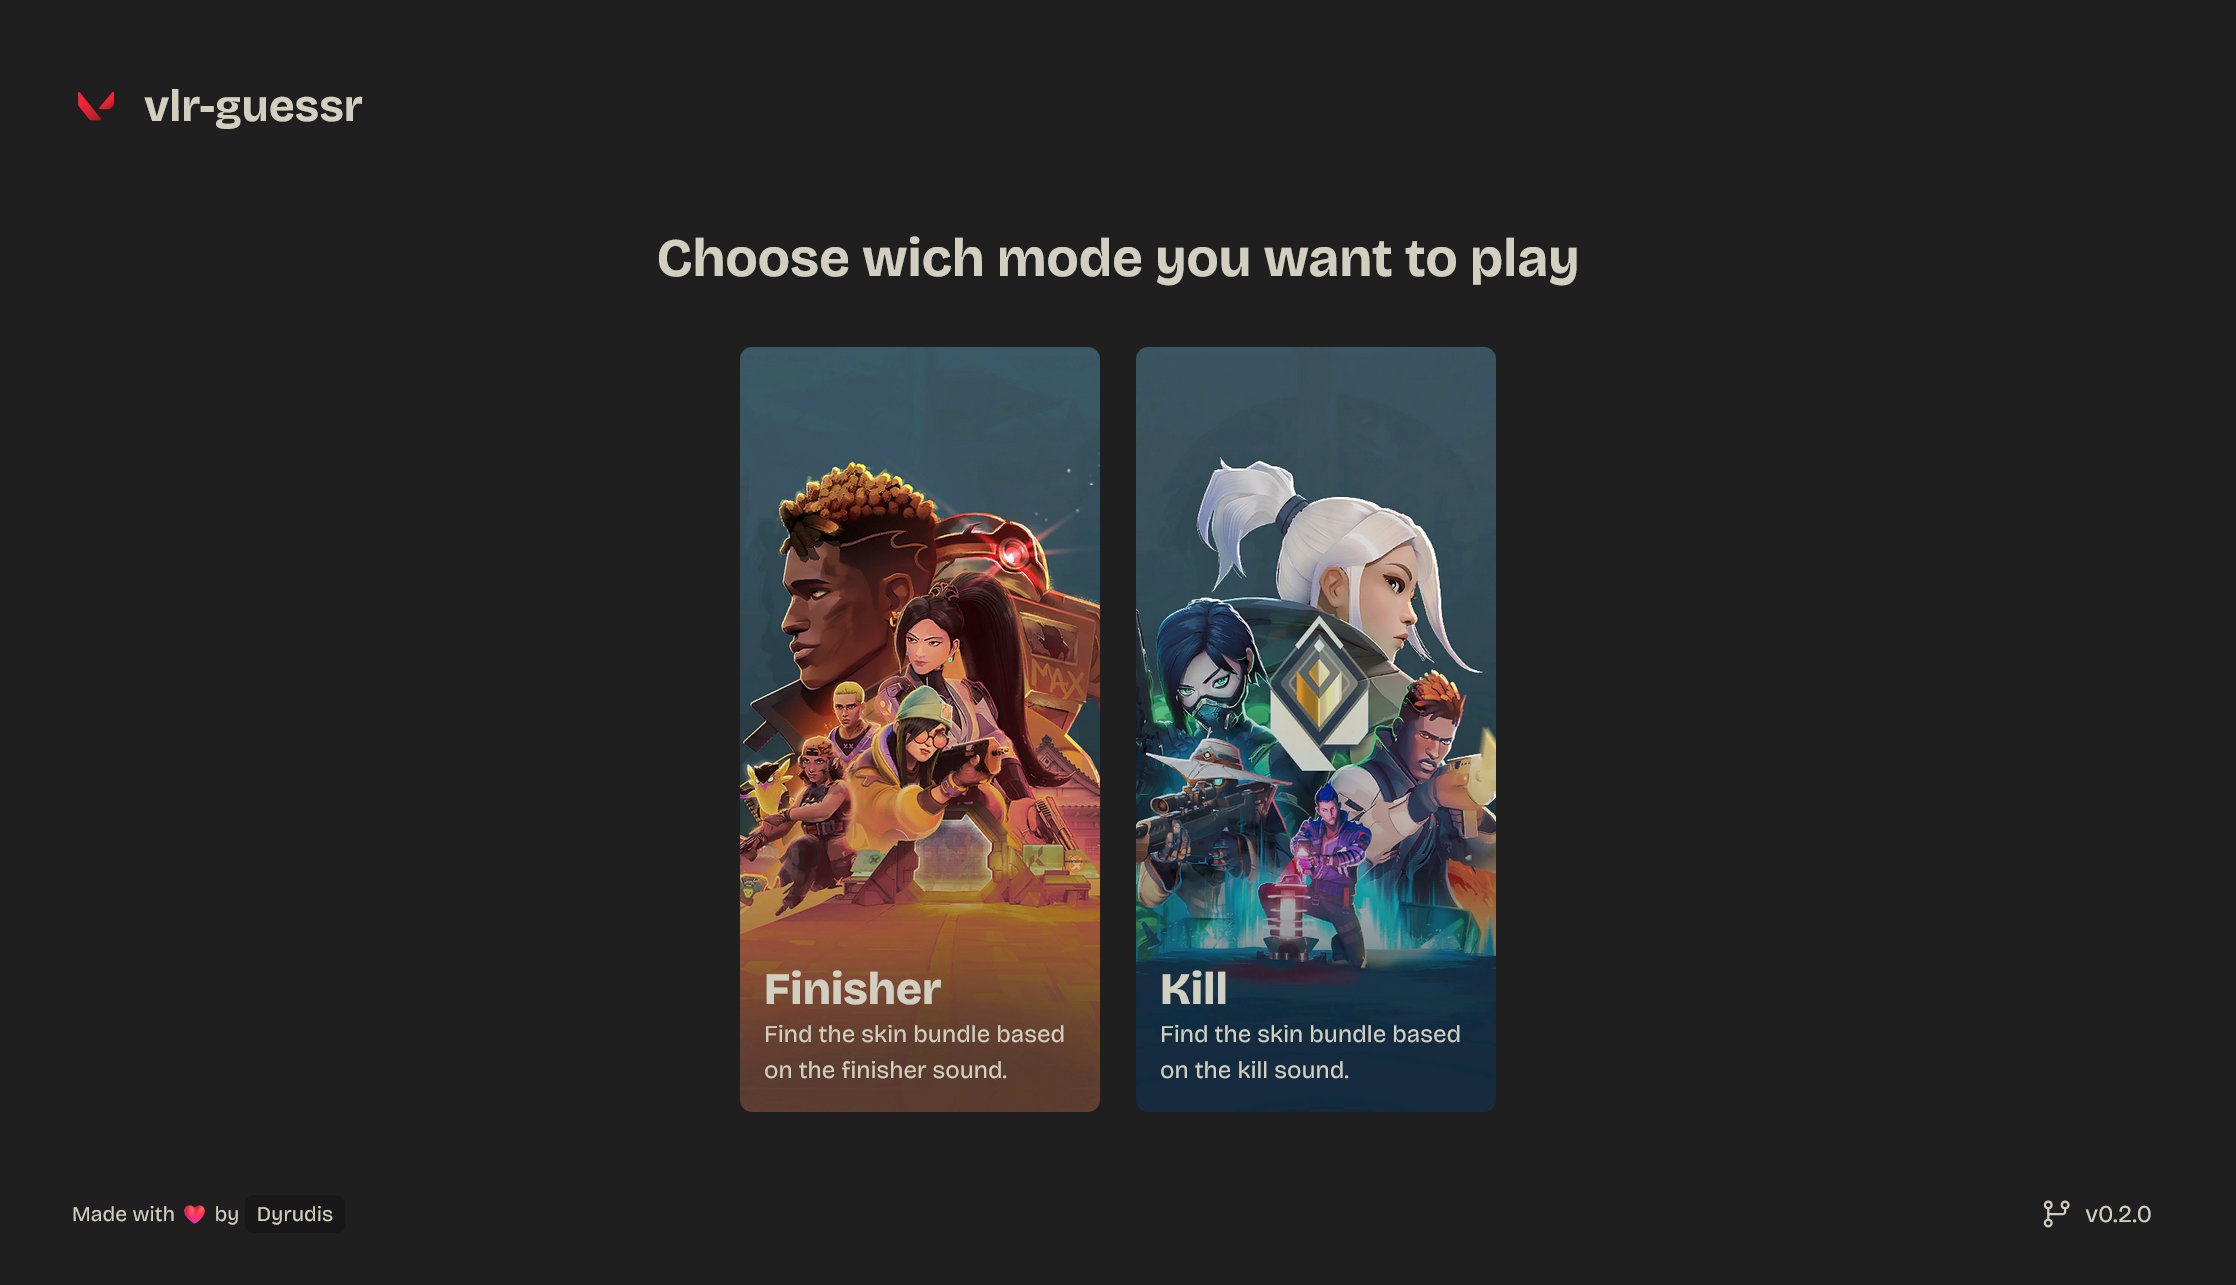 vlr-guessr
Choose wich mode you want to play
MAX
Finisher
Find the skin bundle based
on the finisher sound.
Kill
Find the skin bundle based
on the kill sound.
Made with ❤️ by Dyrudis
v0.2.0